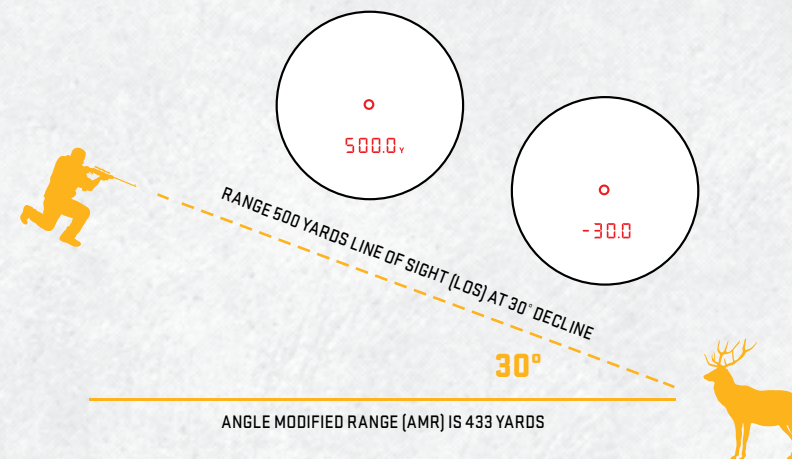 500.0Y
-30.0
RANGE 500 YARDS LINE OF SIGHT (LOS) AT 30° DECLINE
30°
ANGLE MODIFIED RANGE (AMR) IS 433 YARDS